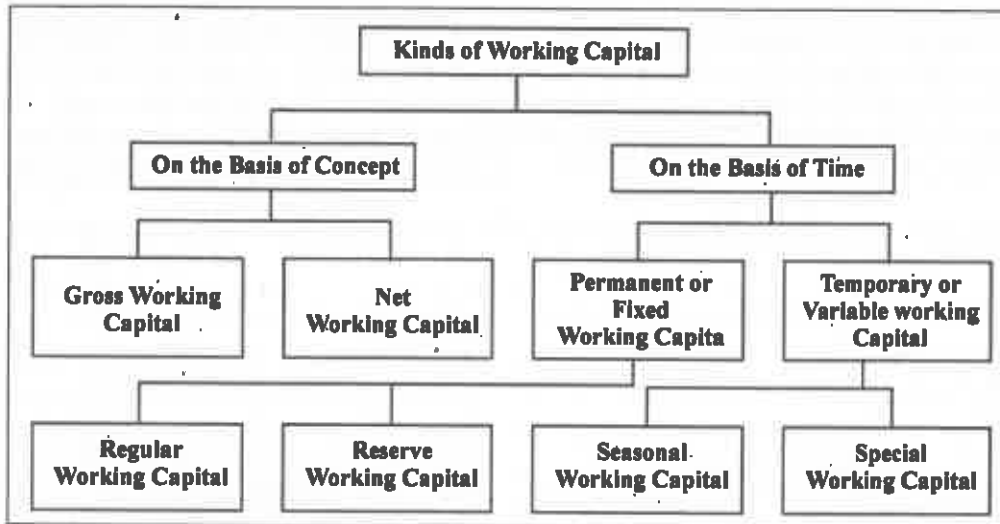 Kinds of Working Capital
On the Basis of Concept
On the Basis of Time
Gross Working
Capital
Net
Working Capital
Permanent or
Fixed
Working Capita
Temporary or
Variable working
Capital
Regular
Working Capital
Reserve
Working Capital
Seasonal
Working Capital
Special
Working Capital